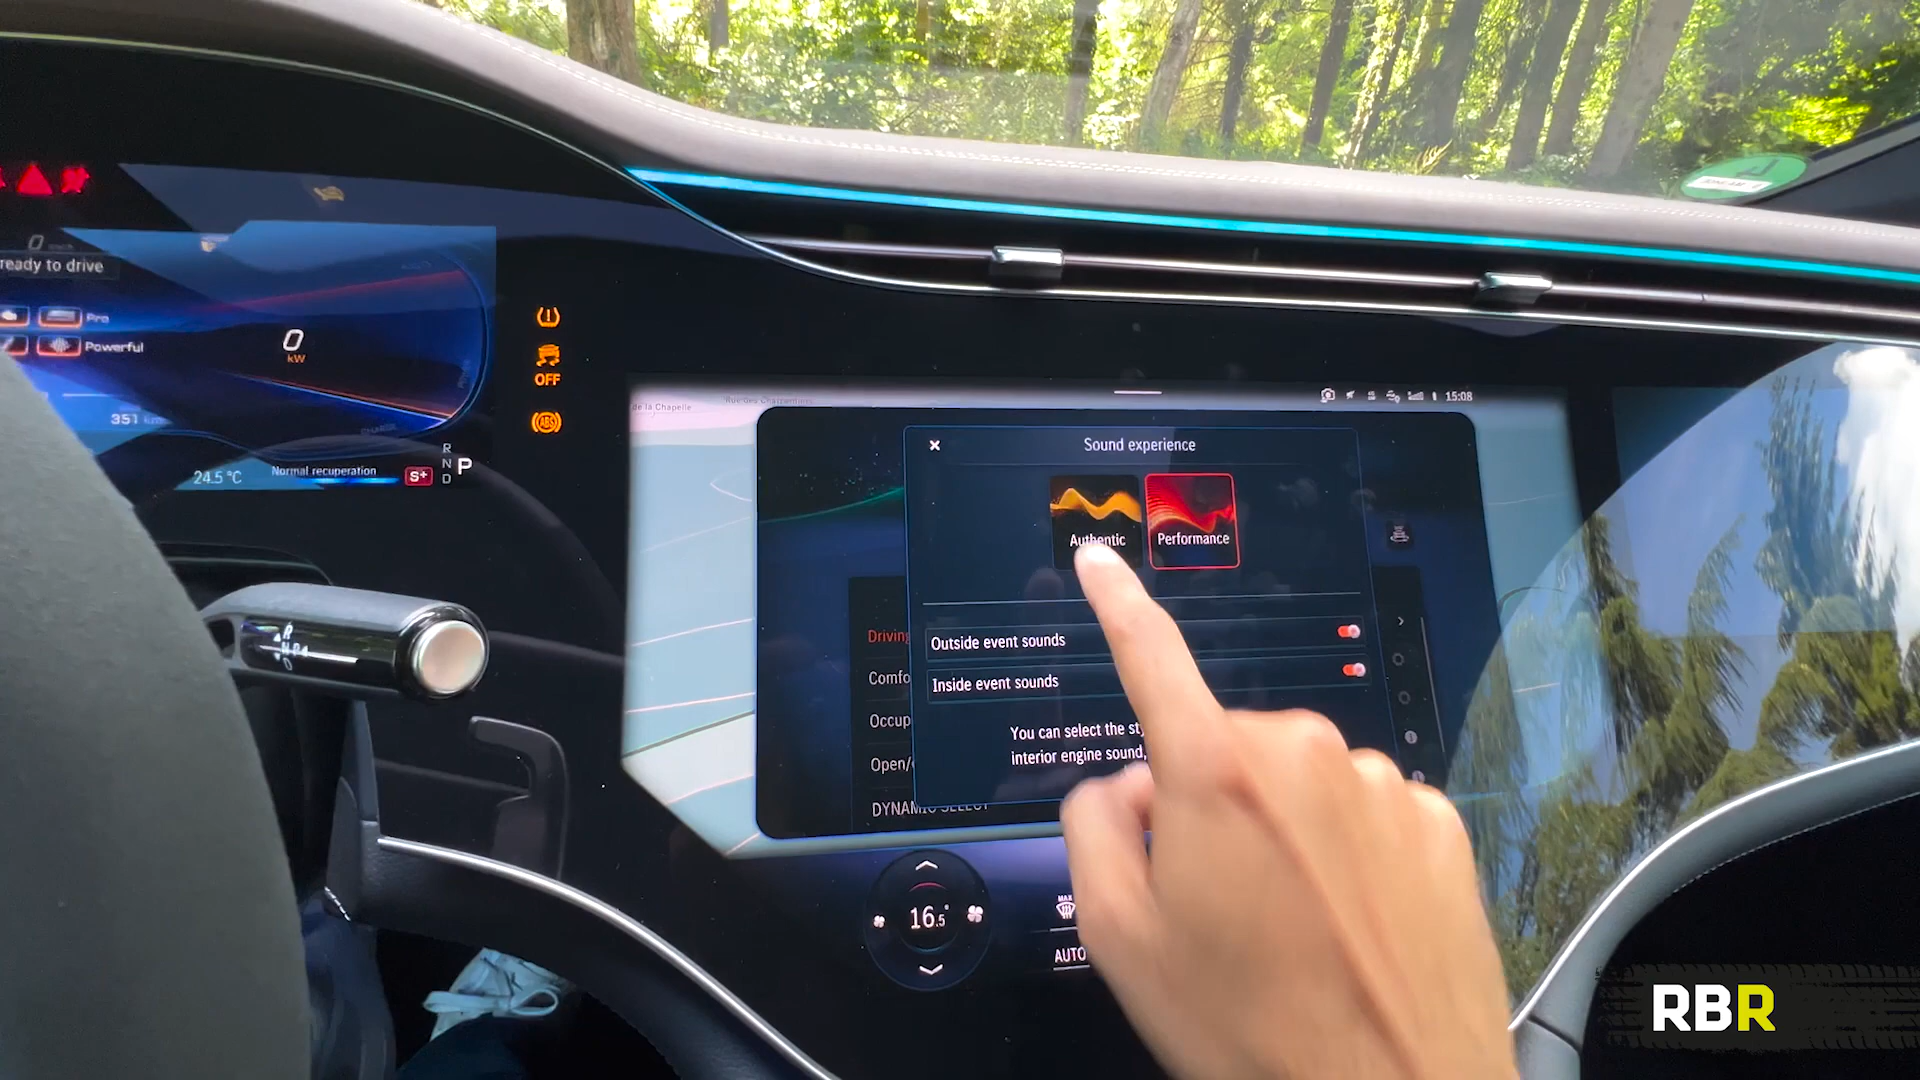 0
ready to drive
Pro
Powerful
0
kW
351 km
24.5 °C
Normal recuperation
S+
R
N
D
P
OFF
ABS
de la Chapelle
Rue des Charpentiers
15:08
Sound experience
Authentic
Performance
Outside event sounds
Inside event sounds
You can select the
interior engine sound,
Driving
Comfo
Occup
Open/
DYNAMIC SELECT
16.5°
MAX
AUTO
R
N
D
P
RBR